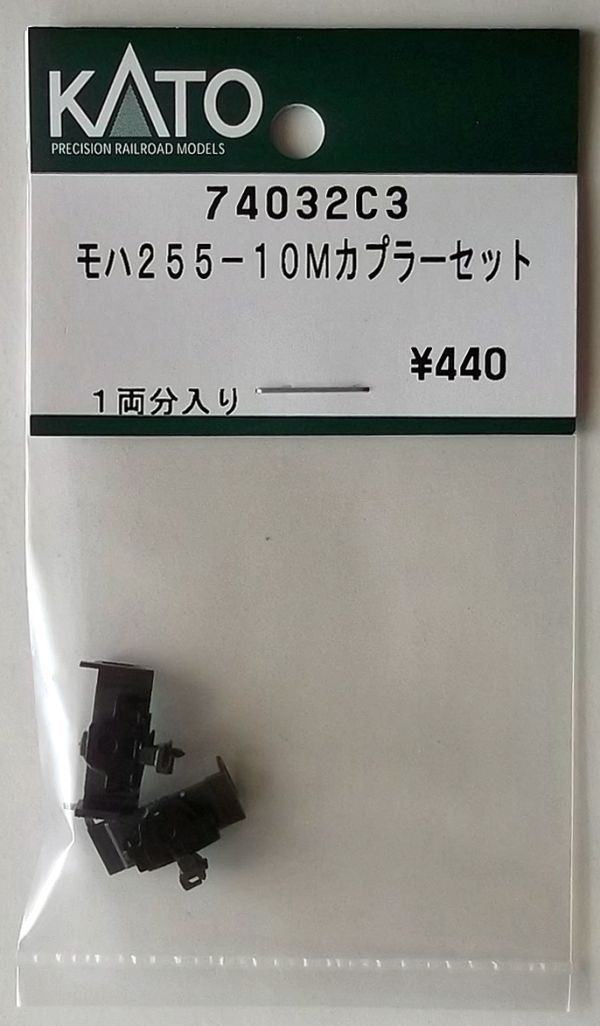 KATO
PRECISION RAILROAD MODELS
74032C3
モハ255-10Mカプラーセット
¥440
1両分入り